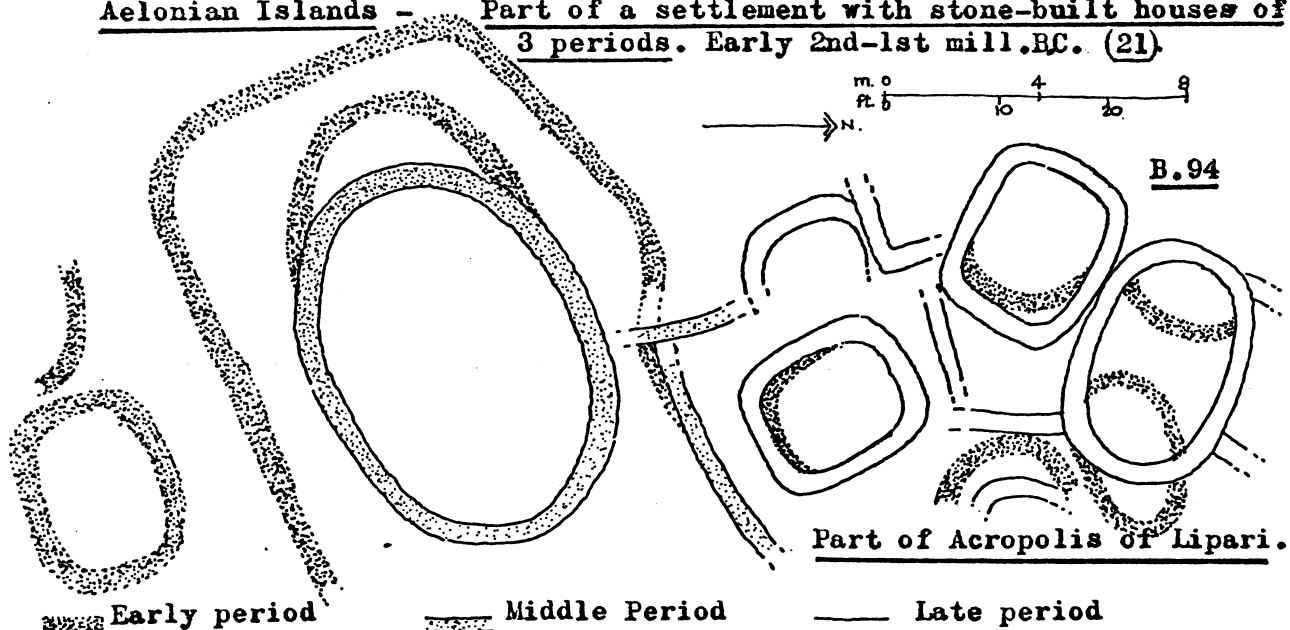 Aelonian Islands - Part of a settlement with stone-built houses of
3 periods. Early 2nd-1st mill.B.C. (21).
m. 0 4 8
ft. 0 10 20
N.
B.94
Part of Acropolis of Lipari.
Early period Middle Period Late period